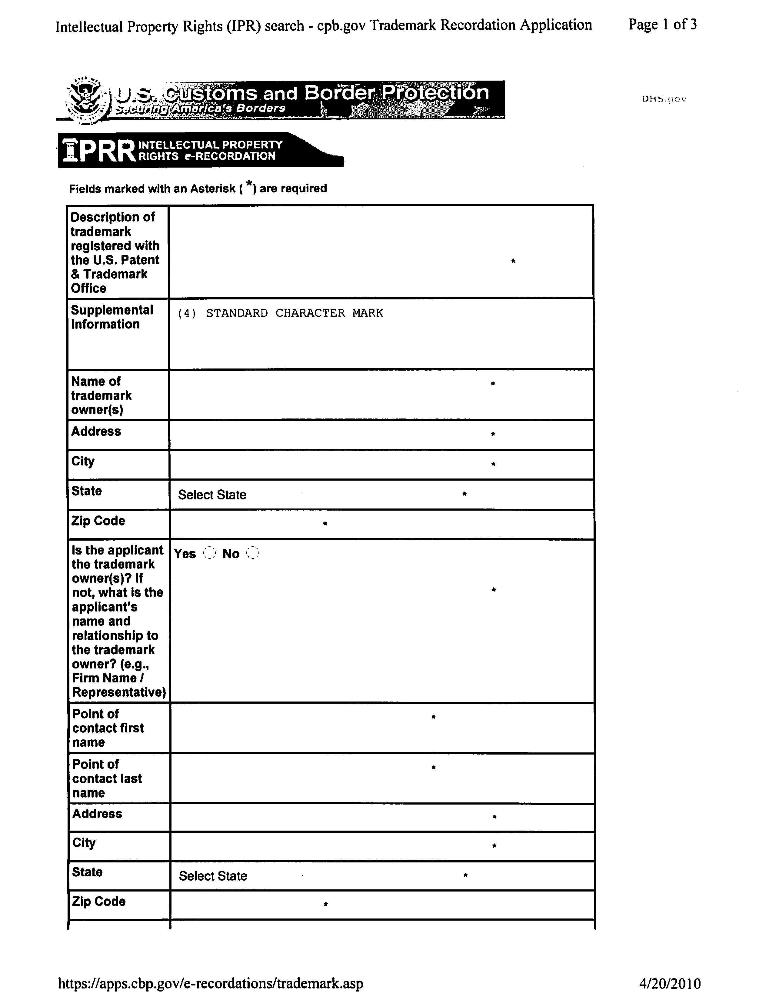 Intellectual Property Rights (IPR) search - cpb.gov Trademark Recordation Application Page 1 of 3
U.S. Customs and Border Protection
Securing America's Borders
DHS.gov
IPRR INTELLECTUAL PROPERTY
RIGHTS e-RECORDATION
Fields marked with an Asterisk ( *) are required
Description of
trademark
registered with
the U.S. Patent *
& Trademark
Office
Supplemental (4) STANDARD CHARACTER MARK
Information
Name of *
trademark
owner(s)
Address *
City *
State Select State *
Zip Code *
Is the applicant Yes No
the trademark
owner(s)? If
not, what is the *
applicant's
name and
relationship to
the trademark
owner? (e.g.,
Firm Name /
Representative)
Point of *
contact first
name
Point of *
contact last
name
Address *
City *
State Select State *
Zip Code *
https://apps.cbp.gov/e-recordations/trademark.asp 4/20/2010